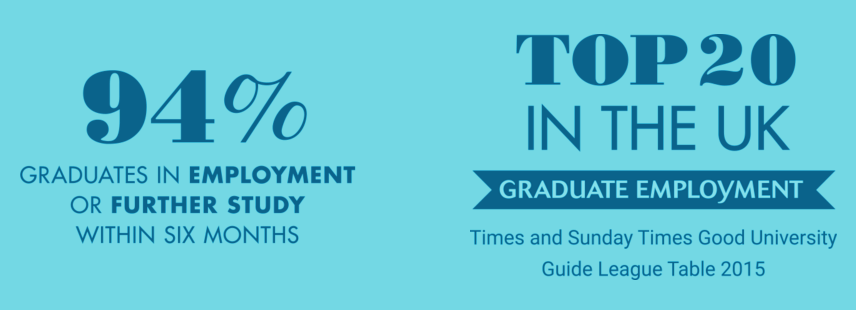 94%
GRADUATES IN EMPLOYMENT
OR FURTHER STUDY
WITHIN SIX MONTHS
TOP 20
IN THE UK
GRADUATE EMPLOYMENT
Times and Sunday Times Good University
Guide League Table 2015